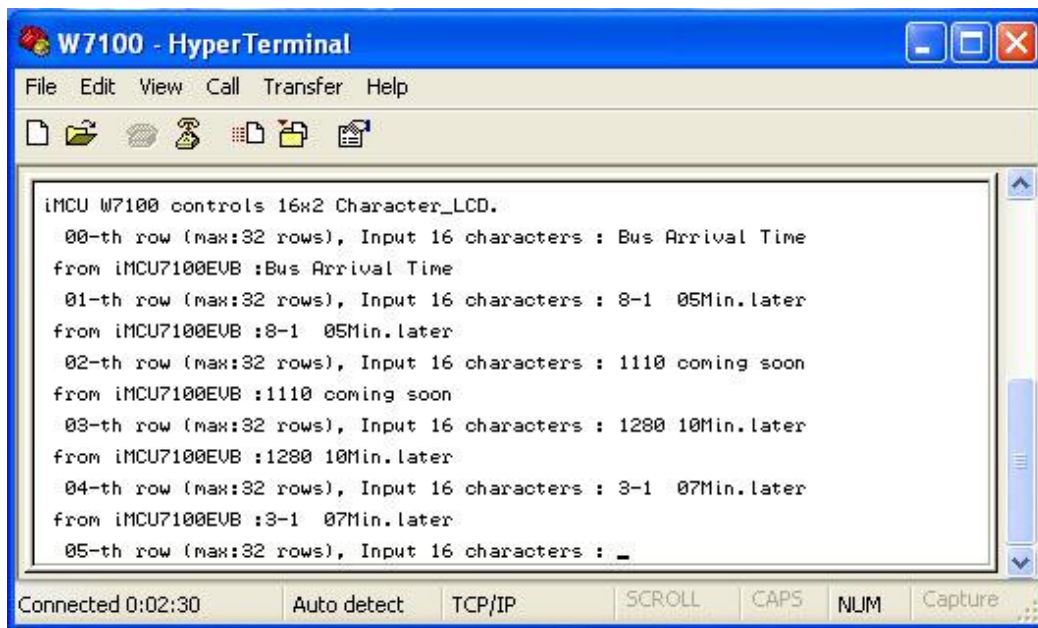 W7100 - HyperTerminal
File Edit View Call Transfer Help
iMCU W7100 controls 16x2 Character_LCD.
00-th row (max:32 rows), Input 16 characters : Bus Arrival Time
from iMCU7100EVB :Bus Arrival Time
01-th row (max:32 rows), Input 16 characters : 8-1  05Min.later
from iMCU7100EVB :8-1  05Min.later
02-th row (max:32 rows), Input 16 characters : 1110 coming soon
from iMCU7100EVB :1110 coming soon
03-th row (max:32 rows), Input 16 characters : 1280 10Min.later
from iMCU7100EVB :1280 10Min.later
04-th row (max:32 rows), Input 16 characters : 3-1  07Min.later
from iMCU7100EVB :3-1  07Min.later
05-th row (max:32 rows), Input 16 characters : _
Connected 0:02:30 Auto detect TCP/IP SCROLL CAPS NUM Capture